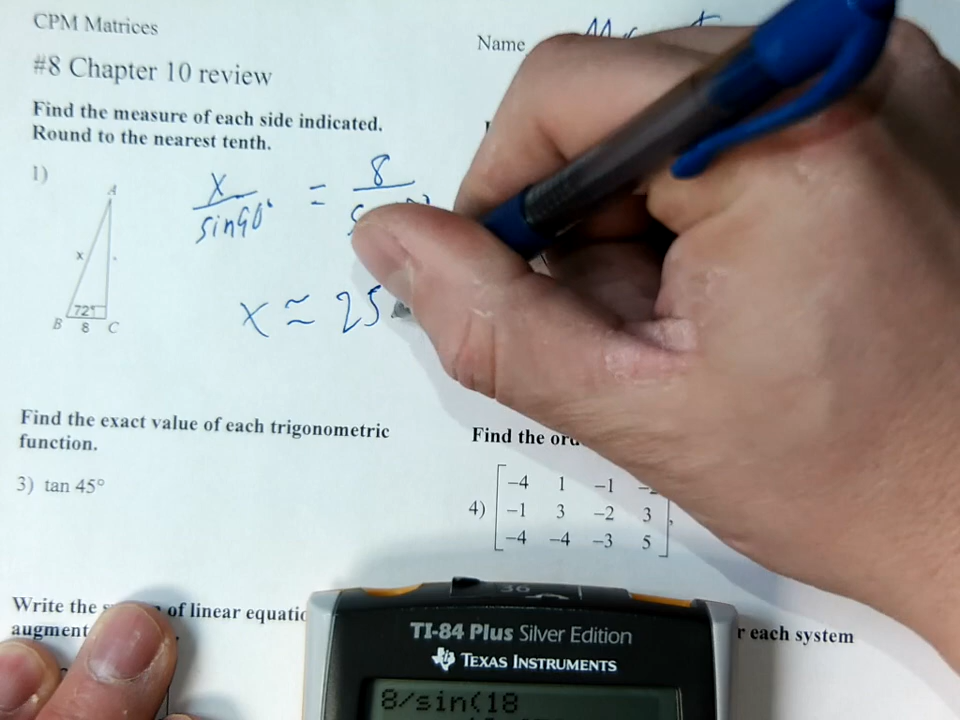 CPM Matrices
Name
#8 Chapter 10 review
Find the measure of each side indicated.
Round to the nearest tenth.
1)
A
x
72°
B
8
C
x/sin90° = 8
x ≈ 25
Find the exact value of each trigonometric
function.
3) tan 45°
Find the
4)
-4 1 -1
-1 3 -2 3
-4 -4 -3 5
,
Write the of linear
r each system
TI-84 Plus Silver Edition
TEXAS INSTRUMENTS
8/sin(18